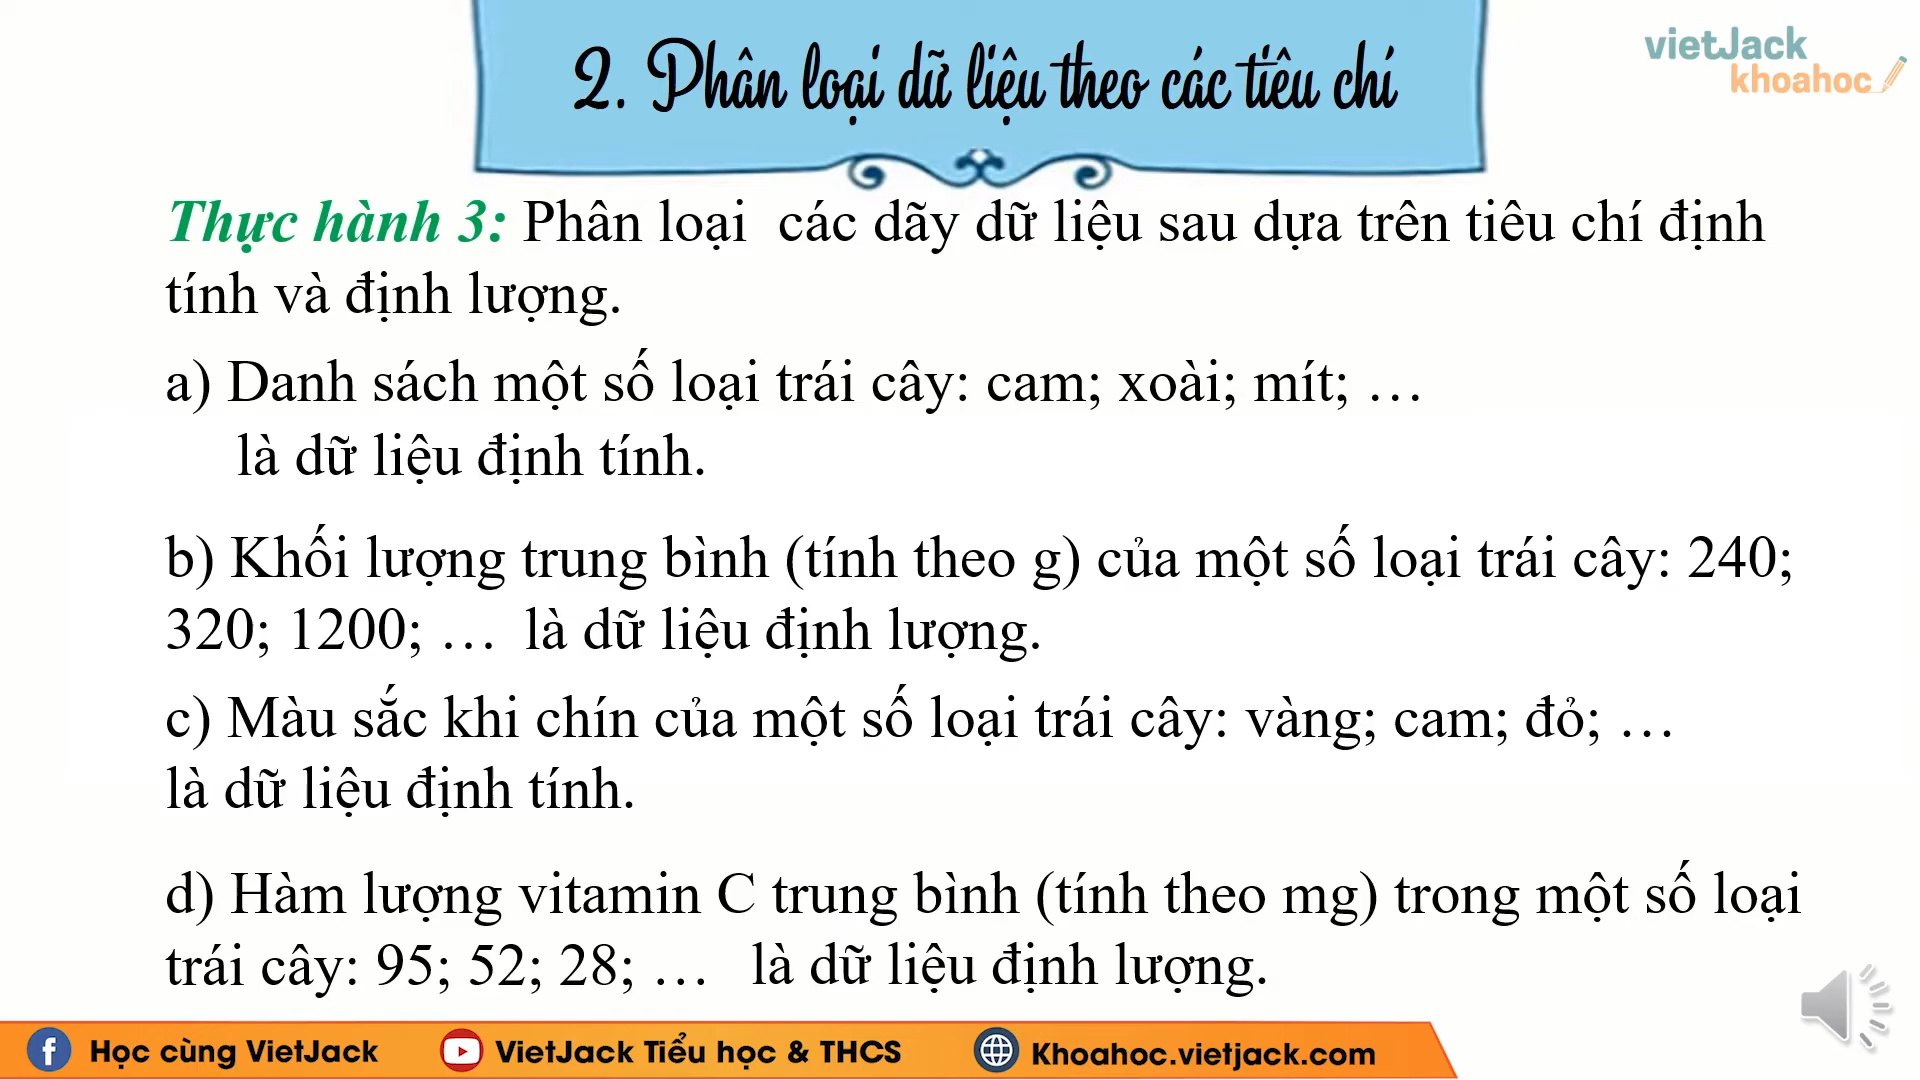 2. Phân loại dữ liệu theo các tiêu chí
vietJack
khoahoc
Thực hành 3: Phân loại các dãy dữ liệu sau dựa trên tiêu chí định
tính và định lượng.
a) Danh sách một số loại trái cây: cam; xoài; mít; …
là dữ liệu định tính.
b) Khối lượng trung bình (tính theo g) của một số loại trái cây: 240;
320; 1200; … là dữ liệu định lượng.
c) Màu sắc khi chín của một số loại trái cây: vàng; cam; đỏ; …
là dữ liệu định tính.
d) Hàm lượng vitamin C trung bình (tính theo mg) trong một số loại
trái cây: 95; 52; 28; … là dữ liệu định lượng.
Học cùng VietJack
VietJack Tiểu học & THCS
Khoahoc.vietjack.com